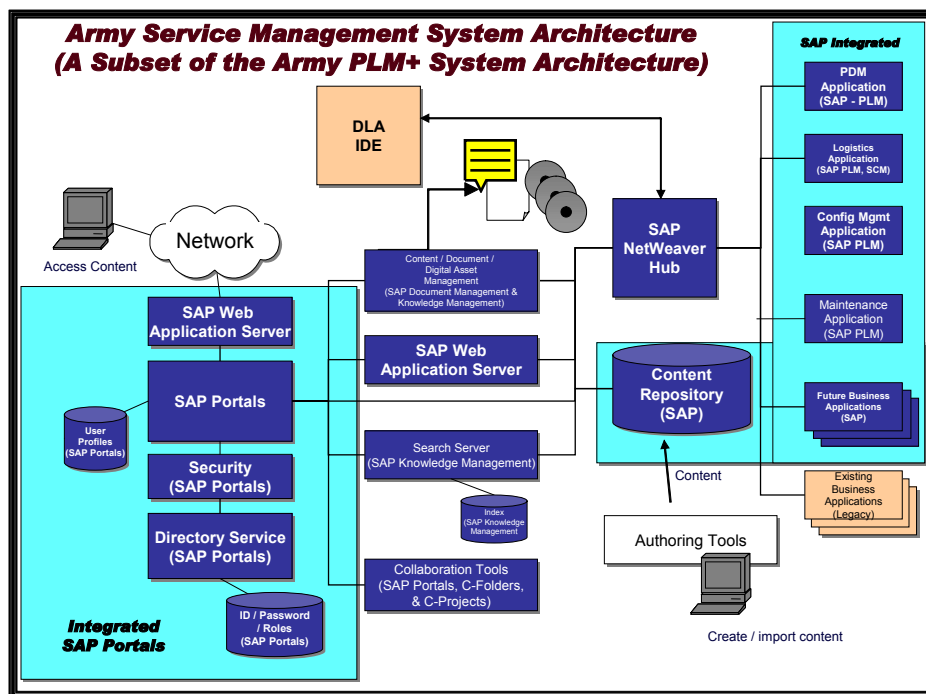 Army Service Management System Architecture
(A Subset of the Army PLM+ System Architecture)
SAP Integrated
PDM
Application
(SAP - PLM)
DLA
IDE
Logistics
Application
(SAP PLM, SCM)
SAP
NetWeaver
Hub
Config Mgmt
Application
(SAP PLM)
Network
Access Content
Content / Document /
Digital Asset
Management
(SAP Document Management &
Knowledge Management)
SAP Web
Application Server
Maintenance
Application
(SAP PLM)
SAP Web
Application Server
Content
Repository
(SAP)
SAP Portals
Future Business
Applications
(SAP)
User
Profiles
(SAP Portals)
Search Server
(SAP Knowledge Management)
Content
Security
(SAP Portals)
Existing
Business
Applications
(Legacy)
Index
(SAP Knowledge
Management
Directory Service
(SAP Portals)
Authoring Tools
Collaboration Tools
(SAP Portals, C-Folders,
& C-Projects)
ID / Password
/ Roles
(SAP Portals)
Integrated
SAP Portals
Create / import content